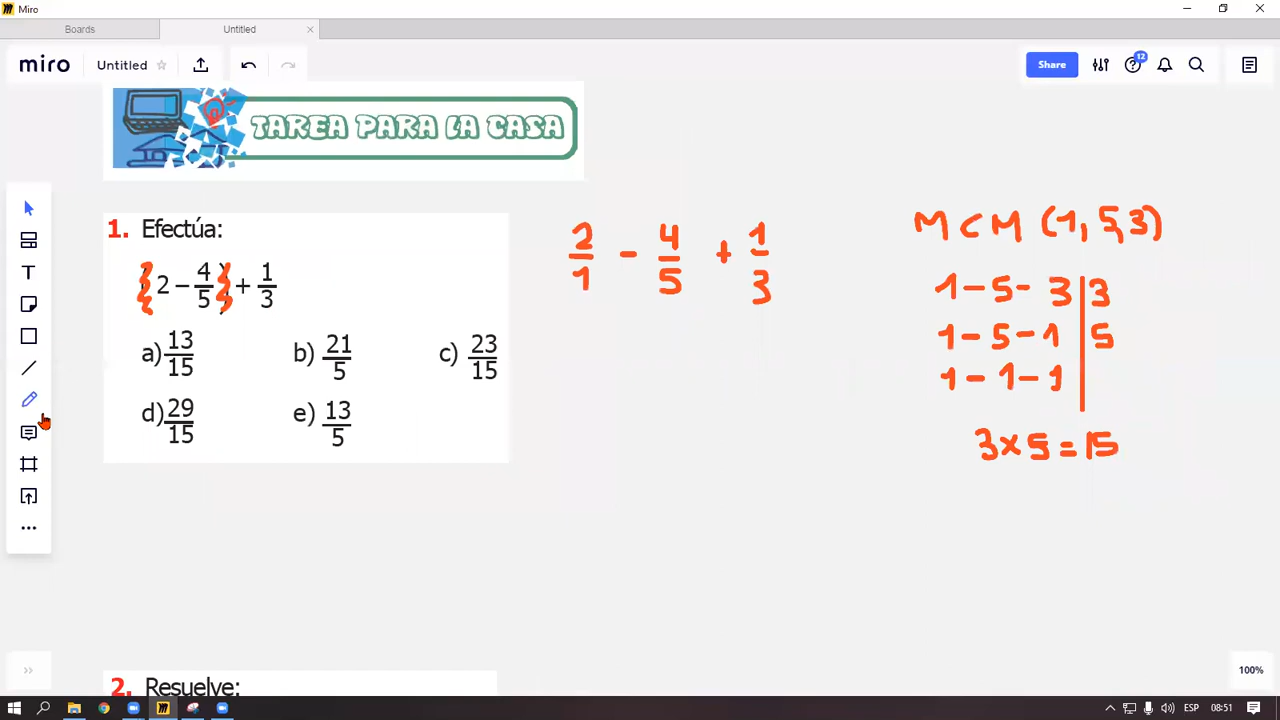 Miro
Boards
Untitled
miro
Untitled
Share
12
TAREA PARA LA CASA
1. Efectúa:
{2 − 4/5} + 1/3
a) 13/15 b) 21/5 c) 23/15
d) 29/15 e) 13/5
2/1 − 4/5 + 1/3
MCM (1, 5, 3)
1 − 5 − 3 | 3
1 − 5 − 1 | 5
1 − 1 − 1
3 x 5 = 15
2. Resuelve:
100%
ESP 08:51